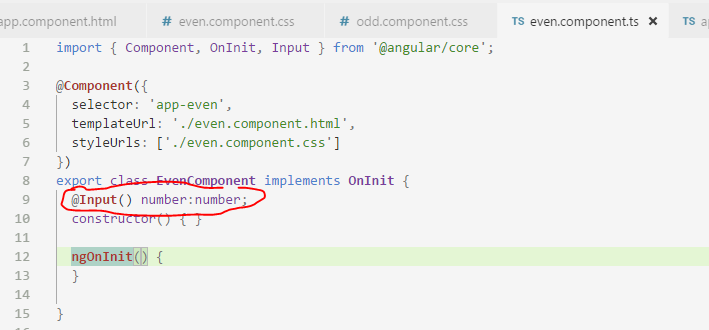 app.component.html # even.component.css # odd.component.css TS even.component.ts × TS a
1 import { Component, OnInit, Input } from '@angular/core';
2
3 @Component({
4 selector: 'app-even',
5 templateUrl: './even.component.html',
6 styleUrls: ['./even.component.css']
7 })
8 export class EvenComponent implements OnInit {
9 @Input() number:number;
10 constructor() { }
11
12 ngOnInit() {
13 }
14
15 }
16